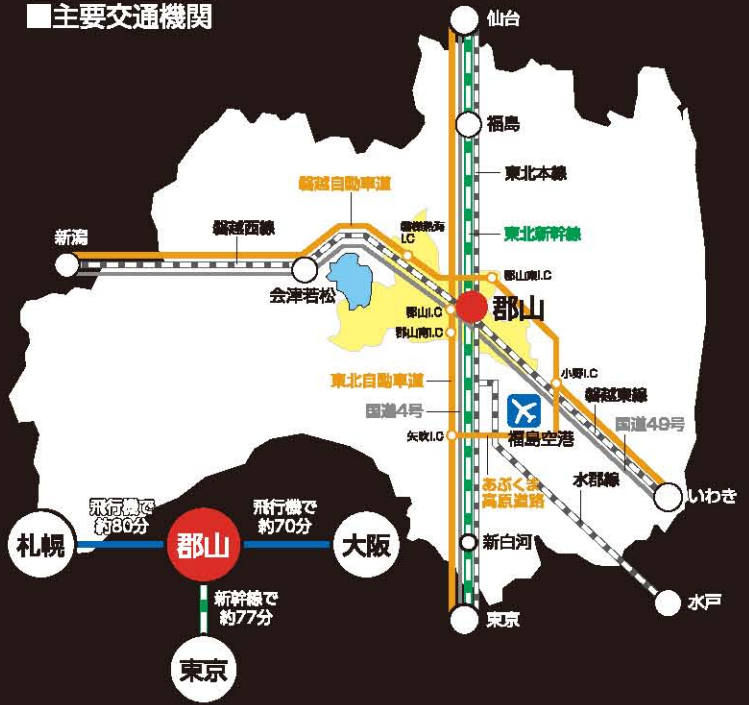 ■主要交通機関
仙台
福島
東北本線
磐越自動車道
東北新幹線
磐越西線
磐梯熱海
I.C
新潟
会津若松
郡山東I.C
郡山I.C
郡山
郡山南I.C
小野I.C
東北自動車道
磐越東線
国道4号
国道49号
矢吹I.C
福島空港
あぶくま
高原道路
水郡線
いわき
新白河
水戸
東京
飛行機で
約80分
飛行機で
約70分
札幌
郡山
大阪
新幹線で
約77分
東京